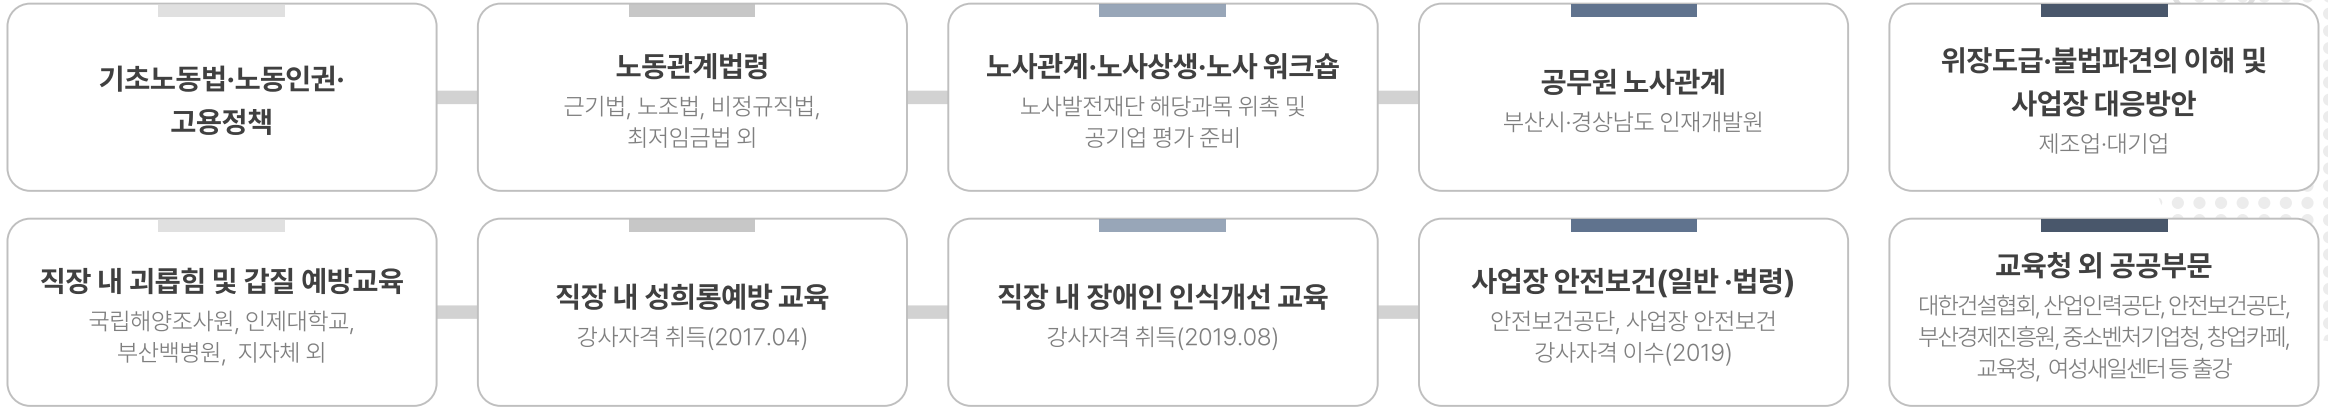 기초노동법·노동인권·
고용정책
노동관계법령
근기법, 노조법, 비정규직법,
최저임금법 외
노사관계·노사상생·노사 워크숍
노사발전재단 해당과목 위촉 및
공기업 평가 준비
공무원 노사관계
부산시·경상남도 인재개발원
위장도급·불법파견의 이해 및
사업장 대응방안
제조업·대기업
직장 내 괴롭힘 및 갑질 예방교육
국립해양조사원, 인제대학교,
부산백병원, 지자체 외
직장 내 성희롱예방 교육
강사자격 취득(2017.04)
직장 내 장애인 인식개선 교육
강사자격 취득(2019.08)
사업장 안전보건(일반 ·법령)
안전보건공단, 사업장 안전보건
강사자격 이수(2019)
교육청 외 공공부문
대한건설협회, 산업인력공단, 안전보건공단,
부산경제진흥원, 중소벤처기업청, 창업카페,
교육청, 여성새일센터 등 출강